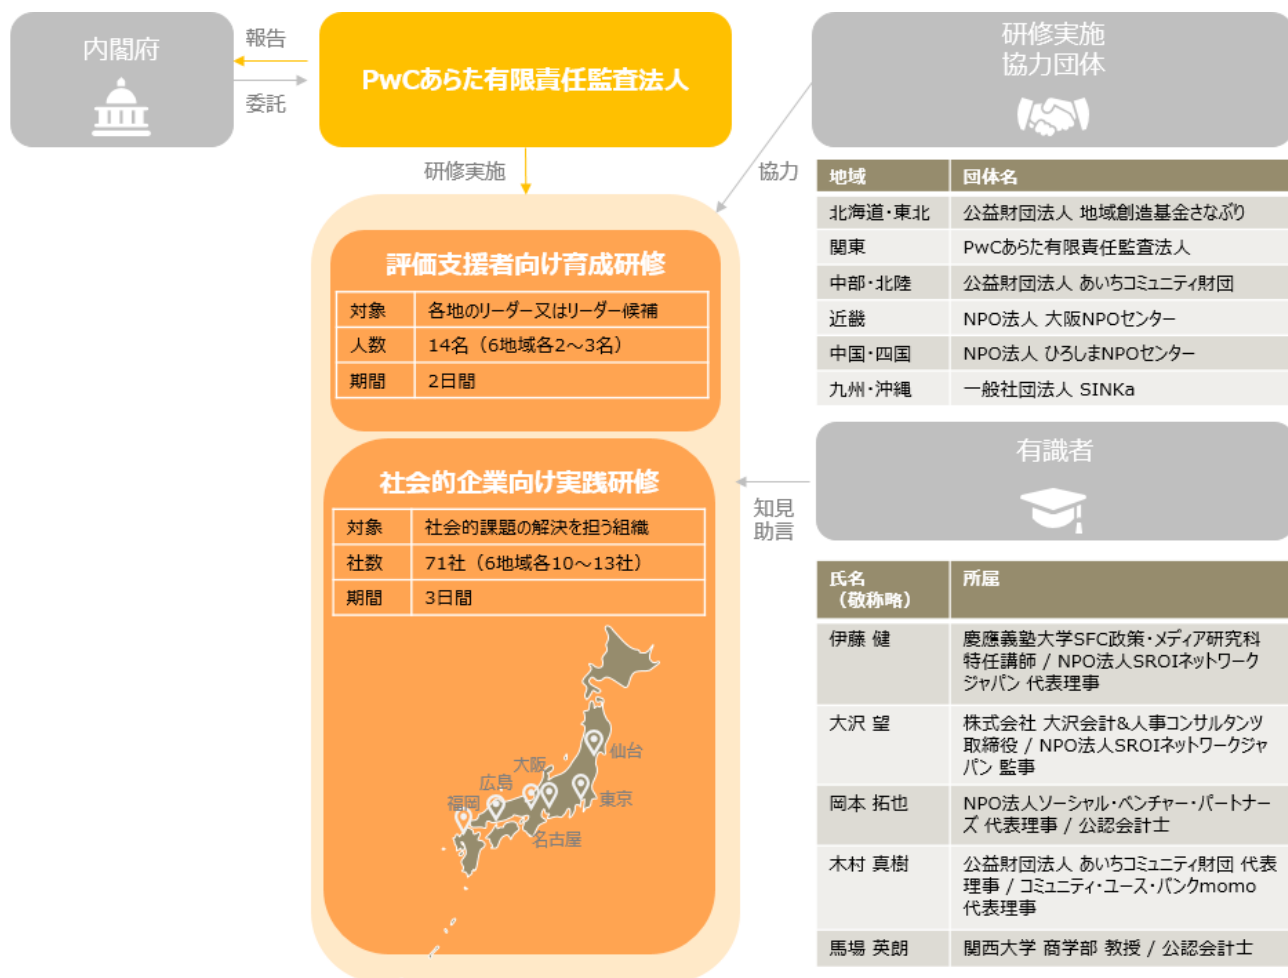 内閣府
報告
委託
PwCあらた有限責任監査法人
研修実施
協力団体
研修実施
協力
地域 団体名
北海道・東北 公益財団法人 地域創造基金さなぶり
関東 PwCあらた有限責任監査法人
中部・北陸 公益財団法人 あいちコミュニティ財団
近畿 NPO法人 大阪NPOセンター
中国・四国 NPO法人 ひろしまNPOセンター
九州・沖縄 一般社団法人 SINKa
評価支援者向け育成研修
対象 各地のリーダー又はリーダー候補
人数 14名（6地域各2～3名）
期間 2日間
社会的企業向け実践研修
対象 社会的課題の解決を担う組織
社数 71社（6地域各10～13社）
期間 3日間
仙台
大阪
広島
東京
福岡
名古屋
有識者
知見
助言
氏名
（敬称略） 所属
伊藤 健 慶應義塾大学SFC政策・メディア研究科
特任講師 / NPO法人SROIネットワーク
ジャパン 代表理事
大沢 望 株式会社 大沢会計&人事コンサルタンツ
取締役 / NPO法人SROIネットワークジャ
パン 監事
岡本 拓也 NPO法人ソーシャル・ベンチャー・パートナー
ズ 代表理事 / 公認会計士
木村 真樹 公益財団法人 あいちコミュニティ財団 代表
理事 / コミュニティ・ユース・バンクmomo
代表理事
馬場 英朗 関西大学 商学部 教授 / 公認会計士